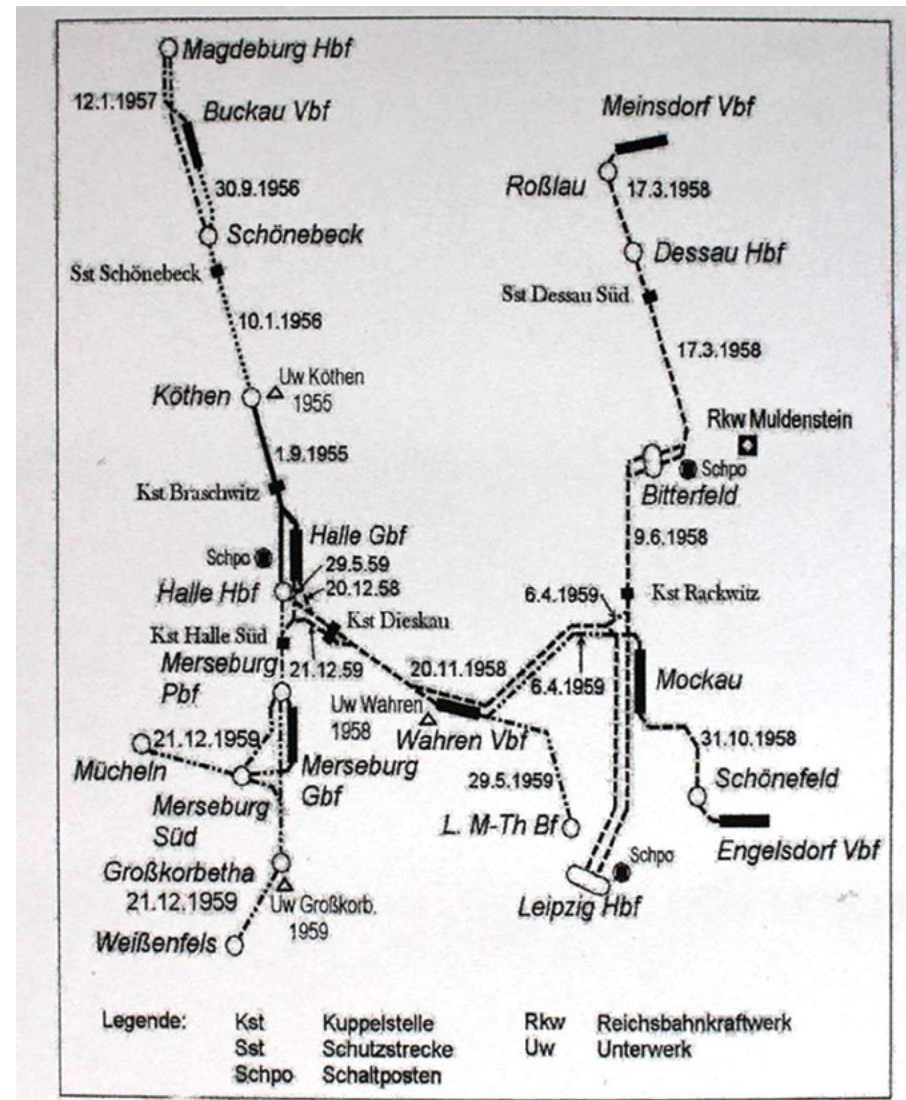 Magdeburg Hbf
12.1.1957
Buckau Vbf
30.9.1956
Schönebeck
Sst Schönebeck
10.1.1956
Köthen
Uw Köthen
1955
1.9.1955
Kst Braschwitz
Halle Gbf
Schpo
29.5.59
20.12.58
Halle Hbf
Kst Dieskau
Kst Halle Süd
21.12.59
Merseburg
Pbf
20.11.1958
Uw Wahren
1958
Wahren Vbf
21.12.1959
Mücheln
Merseburg
Gbf
Merseburg
Süd
29.5.1959
L. M-Th Bf
Großkorbetha
21.12.1959
Uw Großkorb.
1959
Weißenfels
Meinsdorf Vbf
Roßlau
17.3.1958
Dessau Hbf
Sst Dessau Süd
17.3.1958
Rkw Muldenstein
Schpo
Bitterfeld
9.6.1958
6.4.1959
Kst Rackwitz
6.4.1959
Mockau
31.10.1958
Schönefeld
Engelsdorf Vbf
Schpo
Leipzig Hbf
Legende: Kst Kuppelstelle Rkw Reichsbahnkraftwerk
Sst Schutzstrecke Uw Unterwerk
Schpo Schaltposten